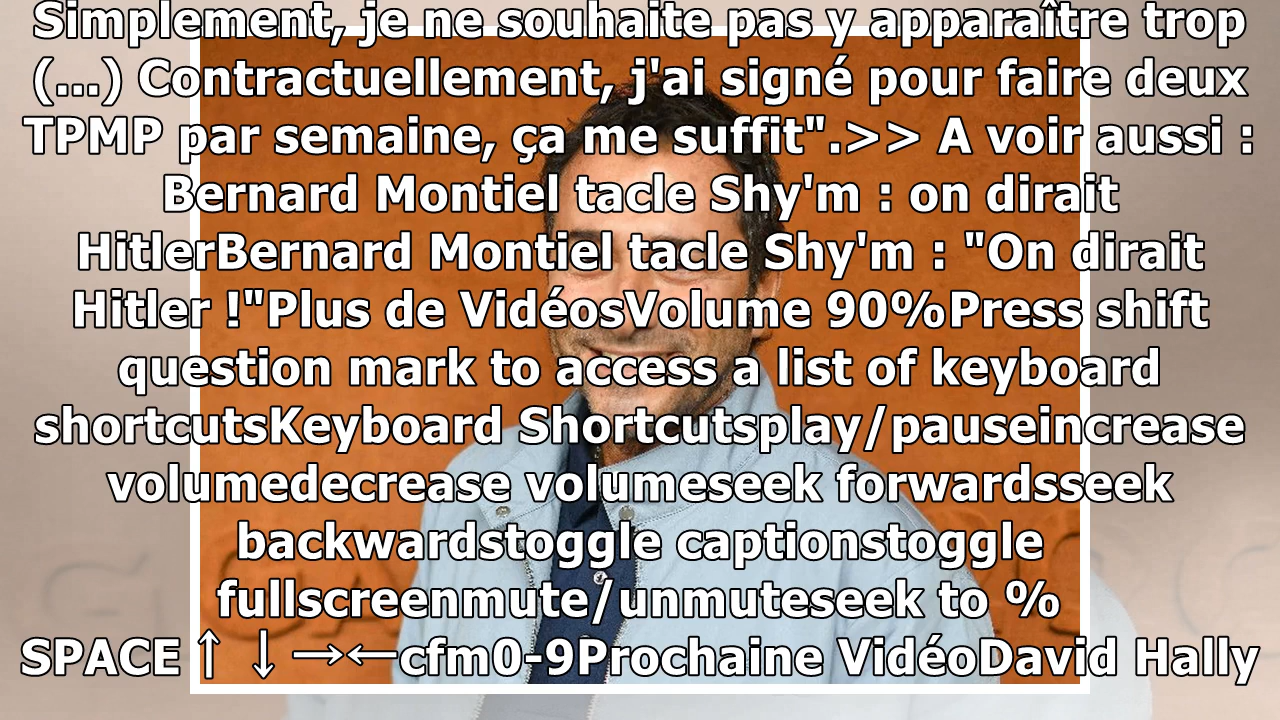 Simplement, je ne souhaite pas y apparaître trop
(...) Contractuellement, j'ai signé pour faire deux
TPMP par semaine, ça me suffit".>> A voir aussi :
Bernard Montiel tacle Shy'm : on dirait
HitlerBernard Montiel tacle Shy'm : "On dirait
Hitler !"Plus de VidéosVolume 90%Press shift
question mark to access a list of keyboard
shortcutsKeyboard Shortcutsplay/pauseincrease
volumedecrease volumeseek forwardsseek
backwardstoggle captionstoggle
fullscreenmute/unmuteseek to %
SPACE↑ ↓ →←cfm0-9Prochaine VidéoDavid Hally